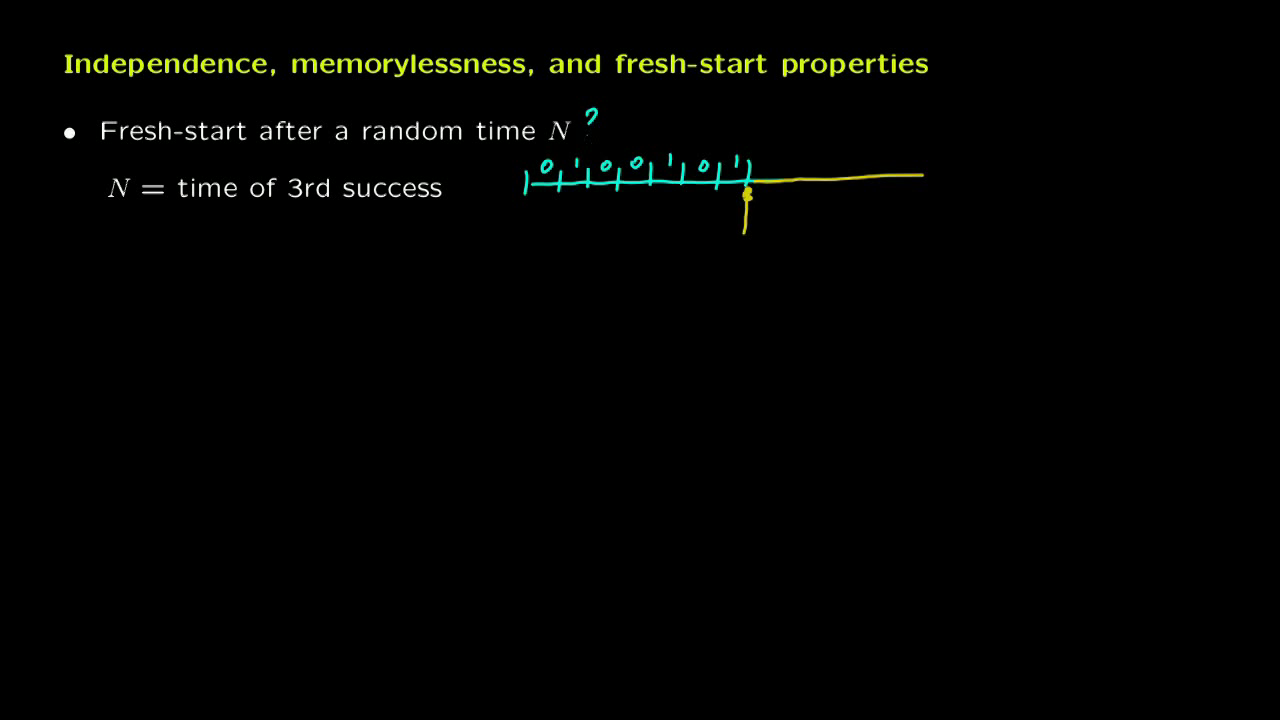 Independence, memorylessness, and fresh-start properties
• Fresh-start after a random time N ?
N = time of 3rd success
0 1 0 0 1 0 1